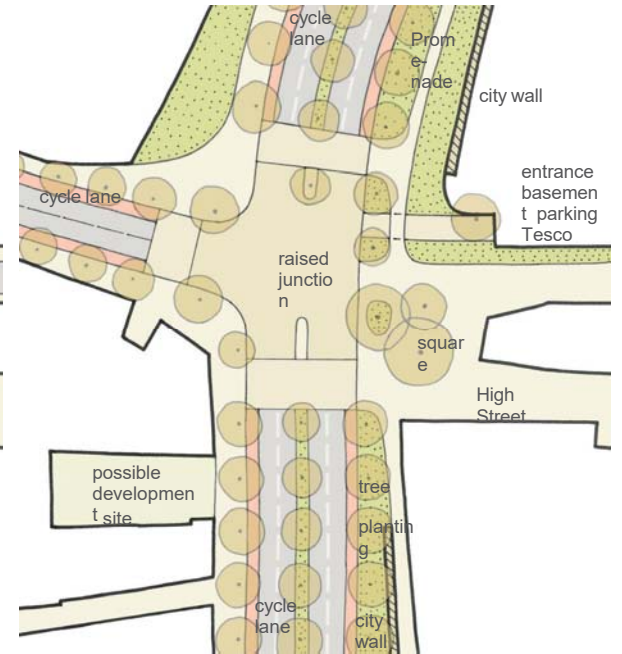 cycle
lane
Prom
e-
nade
city wall
cycle lane
entrance
basemen
t parking
Tesco
raised
junctio
n
squar
e
High
Street
possible
developmen
t site
tree
plantin
g
cycle
lane
city
wall